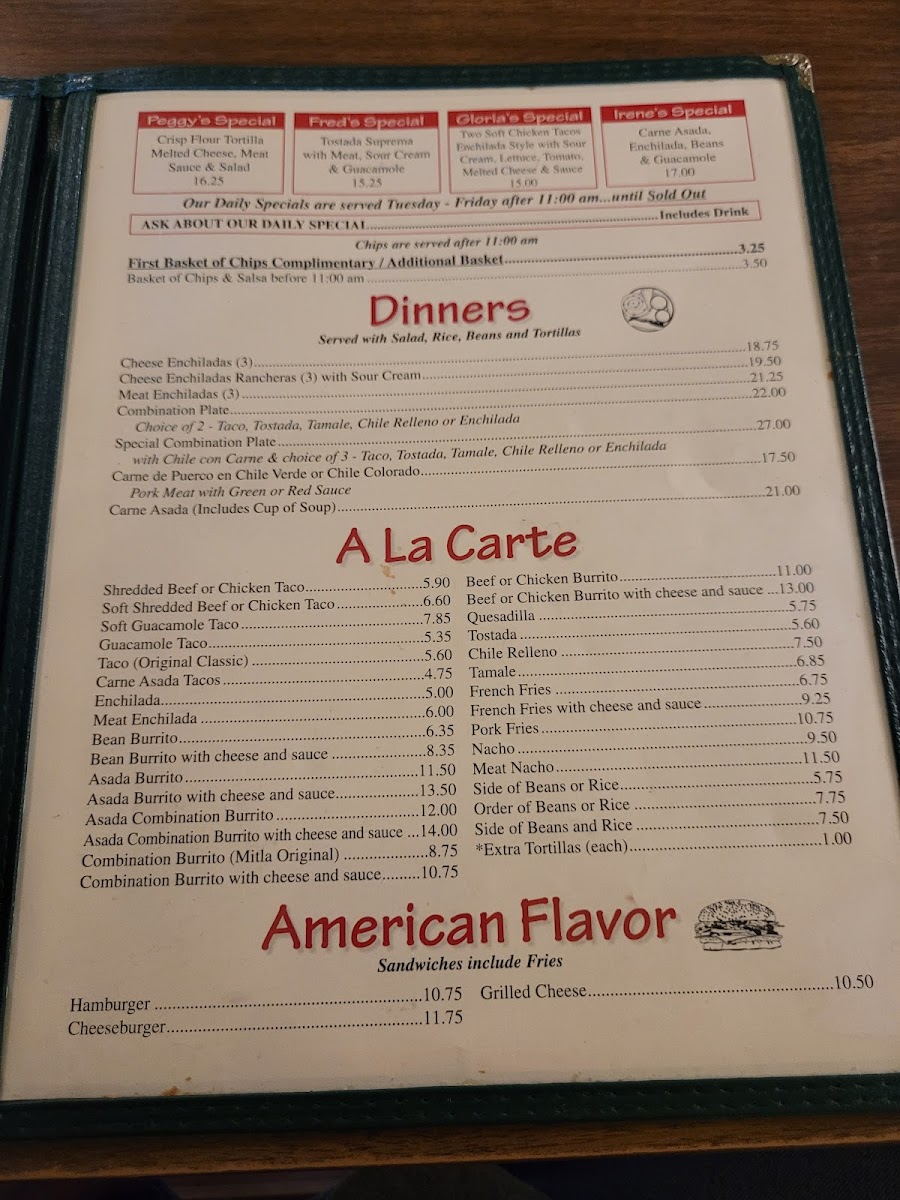 Peggy's Special
Crisp Flour Tortilla
Melted Cheese, Meat
Sauce & Salad
16.25
Fred's Special
Tostada Suprema
with Meat, Sour Cream
& Guacamole
15.25
Gloria's Special
Two Soft Chicken Tacos
Enchilada Style with Sour
Cream, Lettuce, Tomato,
Melted Cheese & Sauce
15.00
Irene's Special
Carne Asada,
Enchilada, Beans
& Guacamole
17.00
Our Daily Specials are served Tuesday - Friday after 11:00 am...until Sold Out
ASK ABOUT OUR DAILY SPECIAL....Includes Drink
Chips are served after 11:00 am
First Basket of Chips Complimentary / Additional Basket....3.25
Basket of Chips & Salsa before 11:00 am....3.50
Dinners
Served with Salad, Rice, Beans and Tortillas
Cheese Enchiladas (3)....18.75
Cheese Enchiladas Rancheras (3) with Sour Cream....19.50
Meat Enchiladas (3)....21.25
Combination Plate....22.00
Choice of 2 - Taco, Tostada, Tamale, Chile Relleno or Enchilada
Special Combination Plate....27.00
with Chile con Carne & choice of 3 - Taco, Tostada, Tamale, Chile Relleno or Enchilada
Carne de Puerco en Chile Verde or Chile Colorado....17.50
Pork Meat with Green or Red Sauce
Carne Asada (Includes Cup of Soup)....21.00
A La Carte
Shredded Beef or Chicken Taco....5.90
Soft Shredded Beef or Chicken Taco....6.60
Soft Guacamole Taco....7.85
Guacamole Taco....5.35
Taco (Original Classic)....5.60
Carne Asada Tacos....4.75
Enchilada....5.00
Meat Enchilada....6.00
Bean Burrito....6.35
Bean Burrito with cheese and sauce....8.35
Asada Burrito....11.50
Asada Burrito with cheese and sauce....13.50
Asada Combination Burrito....12.00
Asada Combination Burrito with cheese and sauce...14.00
Combination Burrito (Mitla Original)....8.75
Combination Burrito with cheese and sauce....10.75
Beef or Chicken Burrito....11.00
Beef or Chicken Burrito with cheese and sauce...13.00
Quesadilla....5.75
Tostada....5.60
Chile Relleno....7.50
Tamale....6.85
French Fries....6.75
French Fries with cheese and sauce....9.25
Pork Fries....10.75
Nacho....9.50
Meat Nacho....11.50
Side of Beans or Rice....5.75
Order of Beans or Rice....7.75
Side of Beans and Rice....7.50
*Extra Tortillas (each)....1.00
American Flavor
Sandwiches include Fries
Hamburger....10.75
Cheeseburger....11.75
Grilled Cheese....10.50